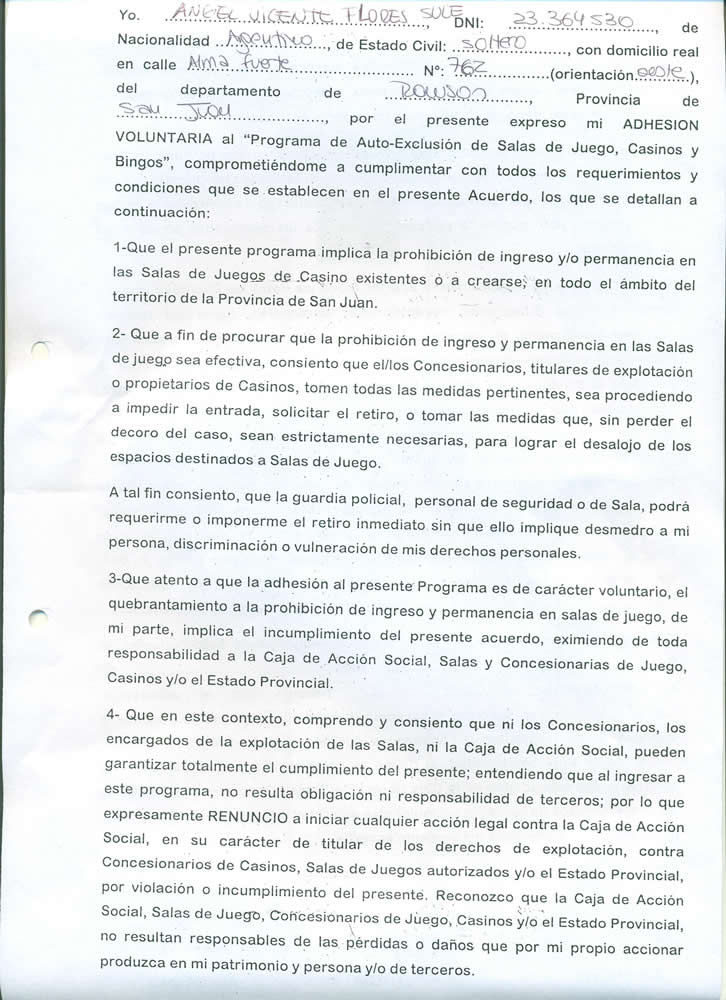 Yo. ANGEL VICENTE FLORES SULE, DNI: 23.364530, de
Nacionalidad Argentino, de Estado Civil: soltero, con domicilio real
en calle Alma fuerte Nº: 762 (orientación oeste),
del departamento de RAWSON, Provincia de
San Juan, por el presente expreso mi ADHESION
VOLUNTARIA al “Programa de Auto-Exclusión de Salas de Juego, Casinos y
Bingos”, comprometiéndome a cumplimentar con todos los requerimientos y
condiciones que se establecen en el presente Acuerdo, los que se detallan a
continuación:
1-Que el presente programa implica la prohibición de ingreso y/o permanencia en
las Salas de Juegos de Casino existentes o a crearse, en todo el ámbito del
territorio de la Provincia de San Juan.
2- Que a fin de procurar que la prohibición de ingreso y permanencia en las Salas
de juego sea efectiva, consiento que el/los Concesionarios, titulares de explotación
o propietarios de Casinos, tomen todas las medidas pertinentes, sea procediendo
a impedir la entrada, solicitar el retiro, o tomar las medidas que, sin perder el
decoro del caso, sean estrictamente necesarias, para lograr el desalojo de los
espacios destinados a Salas de Juego.
A tal fin consiento, que la guardia policial, personal de seguridad o de Sala, podrá
requerirme o imponerme el retiro inmediato sin que ello implique desmedro a mi
persona, discriminación o vulneración de mis derechos personales.
3-Que atento a que la adhesión al presente Programa es de carácter voluntario, el
quebrantamiento a la prohibición de ingreso y permanencia en salas de juego, de
mi parte, implica el incumplimiento del presente acuerdo, eximiendo de toda
responsabilidad a la Caja de Acción Social, Salas y Concesionarias de Juego,
Casinos y/o el Estado Provincial.
4- Que en este contexto, comprendo y consiento que ni los Concesionarios, los
encargados de la explotación de las Salas, ni la Caja de Acción Social, pueden
garantizar totalmente el cumplimiento del presente; entendiendo que al ingresar a
este programa, no resulta obligación ni responsabilidad de terceros; por lo que
expresamente RENUNCIO a iniciar cualquier acción legal contra la Caja de Acción
Social, en su carácter de titular de los derechos de explotación, contra
Concesionarios de Casinos, Salas de Juegos autorizados y/o el Estado Provincial,
por violación o incumplimiento del presente. Reconozco que la Caja de Acción
Social, Salas de Juego, Concesionarios de Juego, Casinos y/o el Estado Provincial,
no resultan responsables de las pérdidas o daños que por mi propio accionar
produzca en mi patrimonio y persona y/o de terceros.